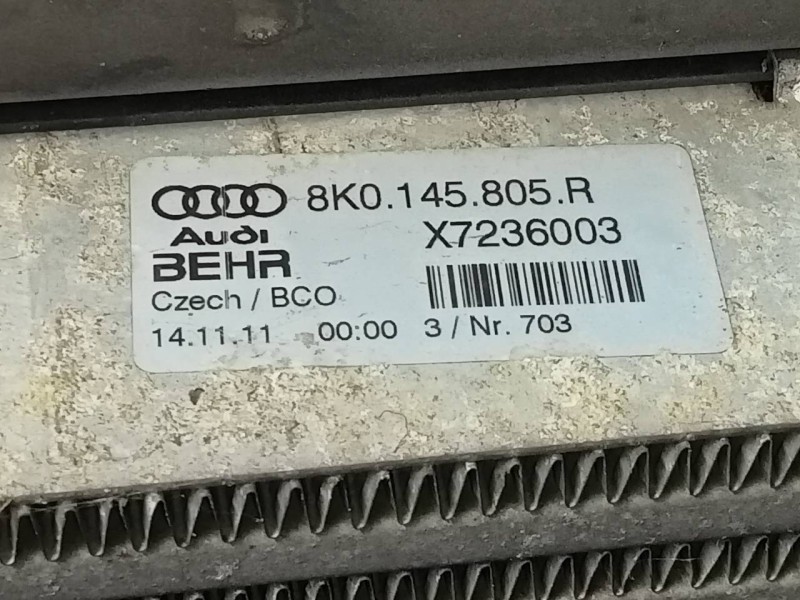 8K0.145.805.R
Audi X7236003
BEHR
Czech / BCO
14.11.11 00:00 3 / Nr. 703